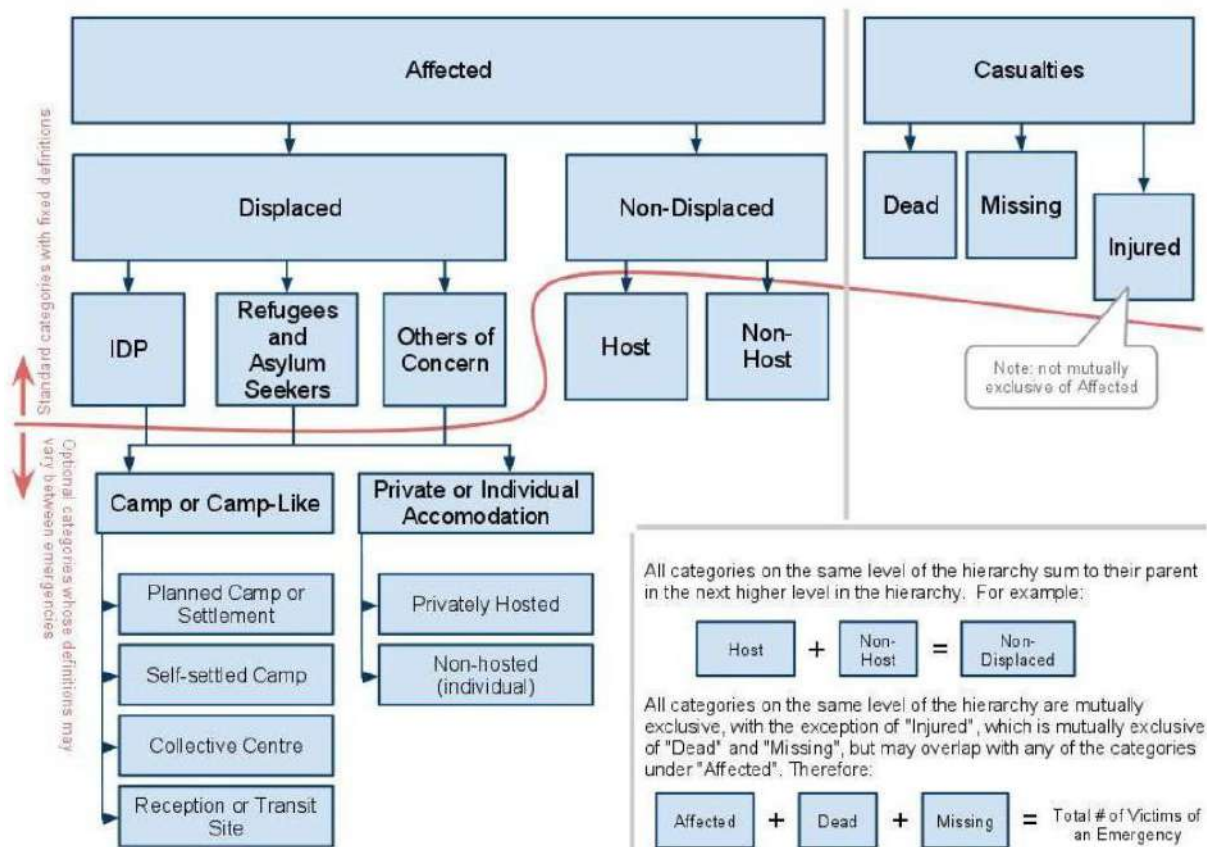 Affected
Casualties
Displaced
Non-Displaced
Dead
Missing
Injured
IDP
Refugees
and
Asylum
Seekers
Others of
Concern
Host
Non-
Host
Note: not mutually
exclusive of Affected
Standard categories with fixed definitions
Optional categories whose definitions may
vary between emergencies
Camp or Camp-Like
Private or Individual
Accomodation
Planned Camp or
Settlement
Self-settled Camp
Collective Centre
Reception or Transit
Site
Privately Hosted
Non-hosted
(individual)
All categories on the same level of the hierarchy sum to their parent
in the next higher level in the hierarchy. For example:
Host + Non-
Host = Non-
Displaced
All categories on the same level of the hierarchy are mutually
exclusive, with the exception of "Injured", which is mutually exclusive
of "Dead" and "Missing", but may overlap with any of the categories
under "Affected". Therefore:
Affected + Dead + Missing = Total # of Victims of
an Emergency